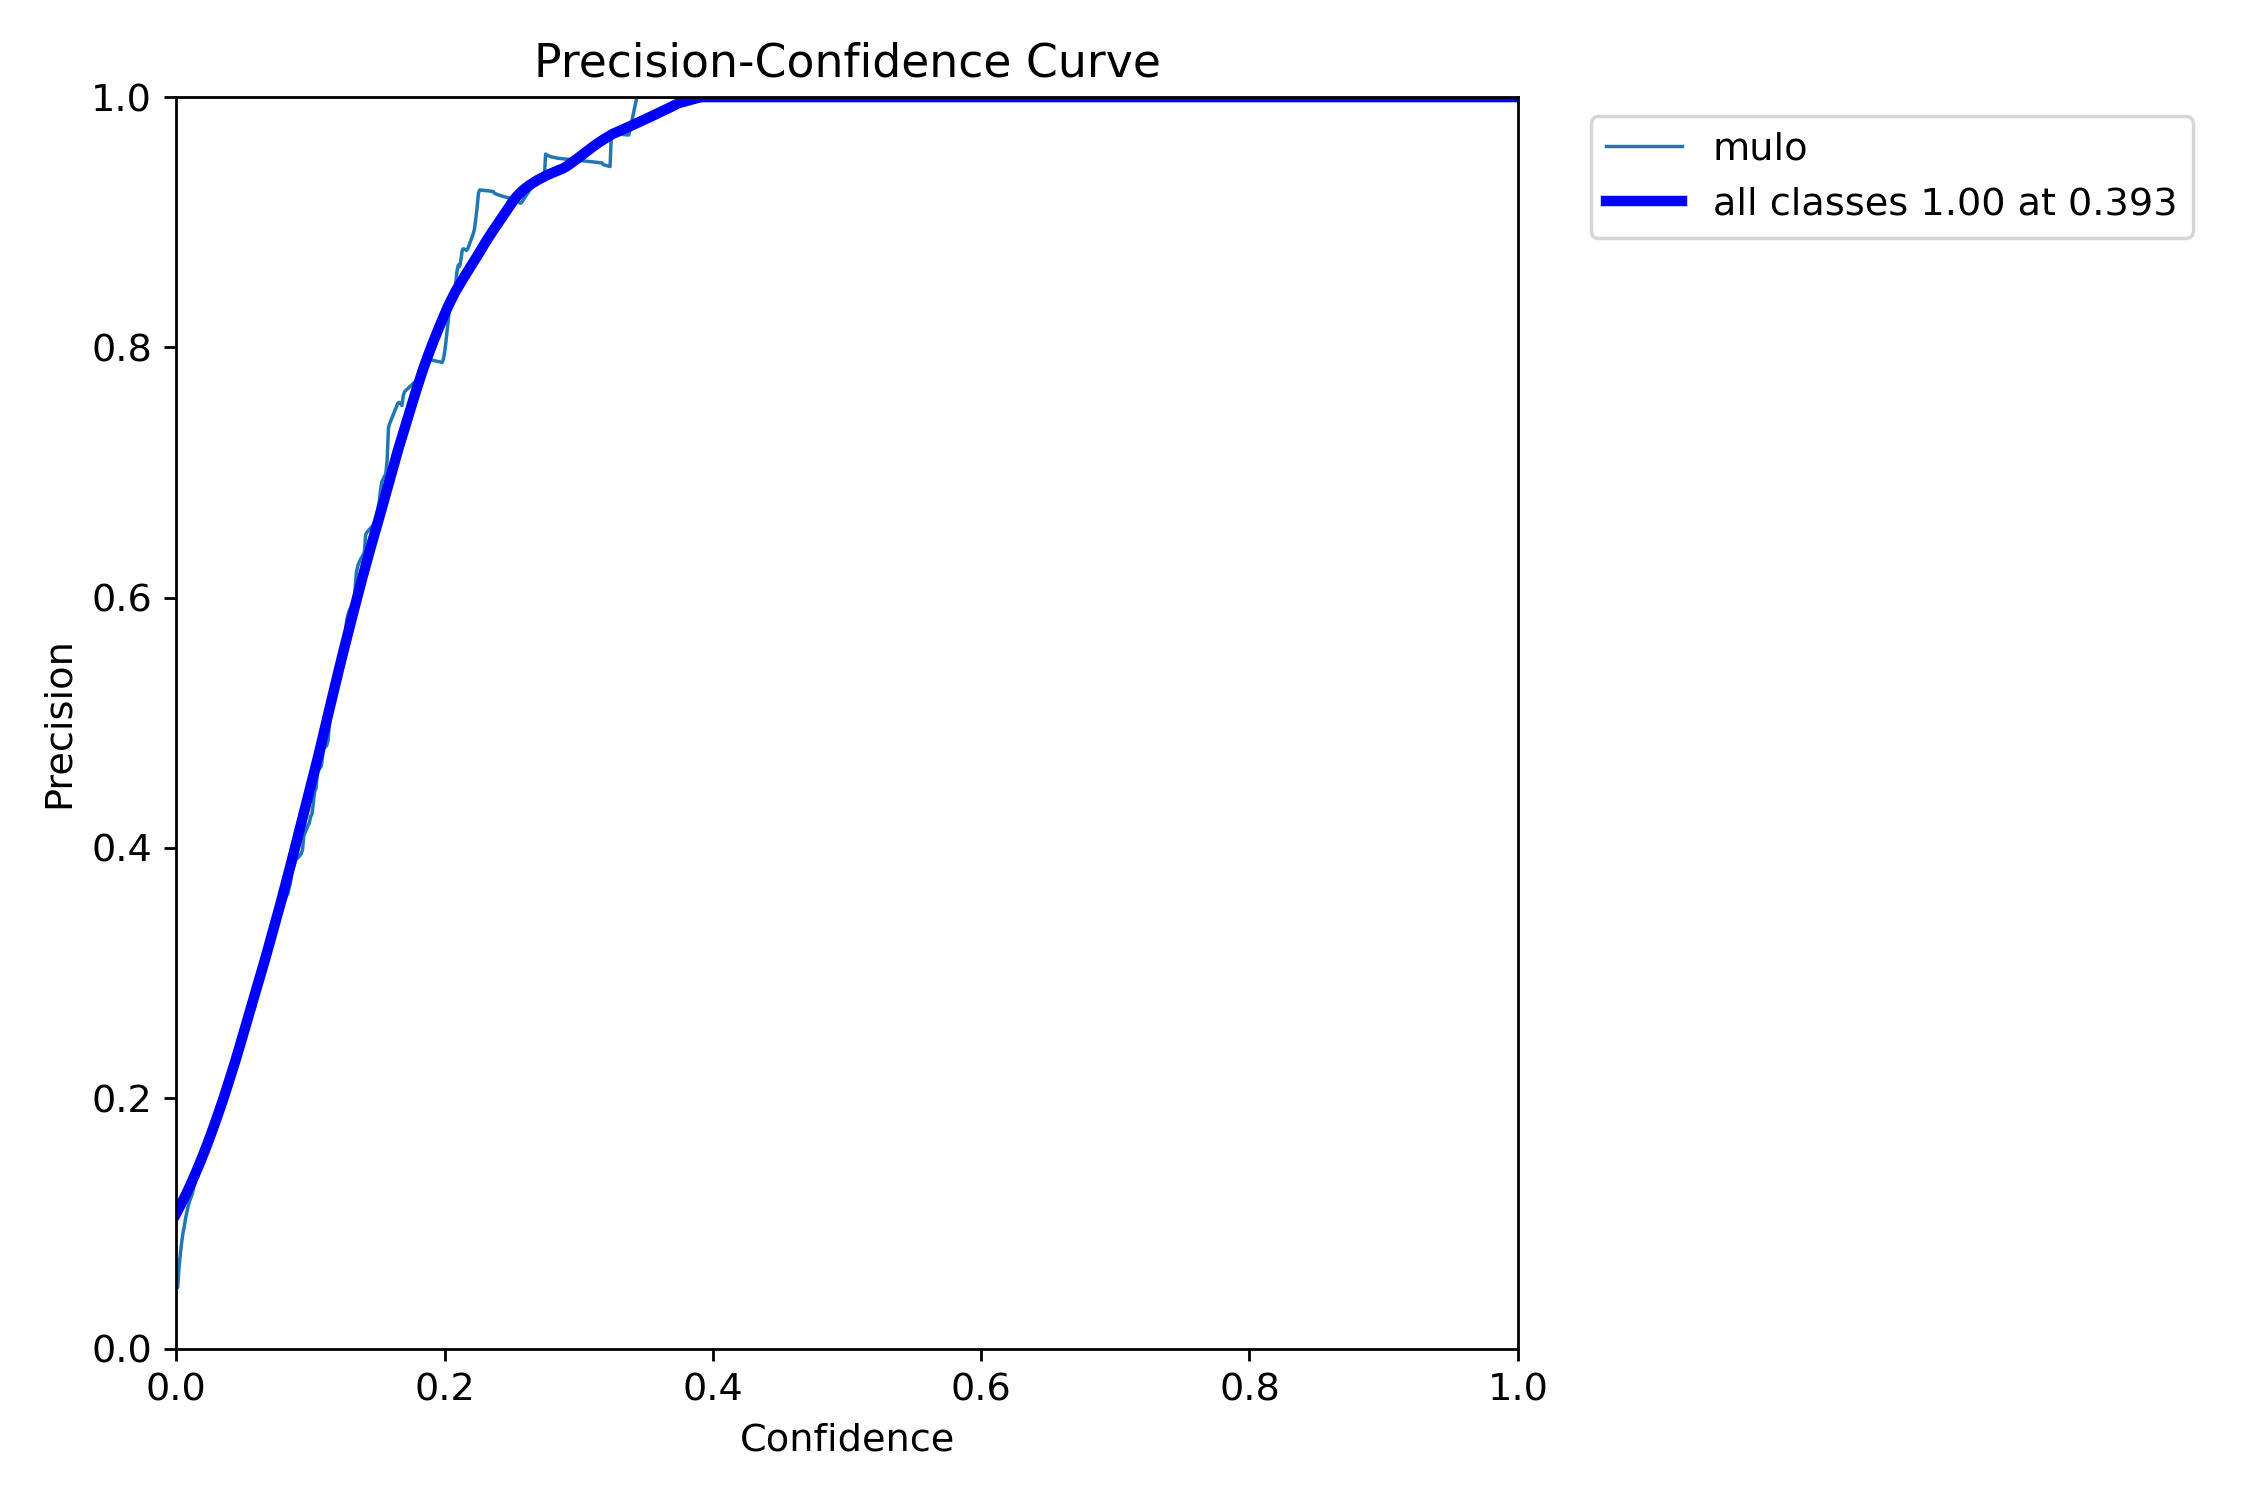 Precision-Confidence Curve
mulo
all classes 1.00 at 0.393
1.0
0.8
0.6
0.4
0.2
0.0
Precision
0.0 0.2 0.4 0.6 0.8 1.0
Confidence